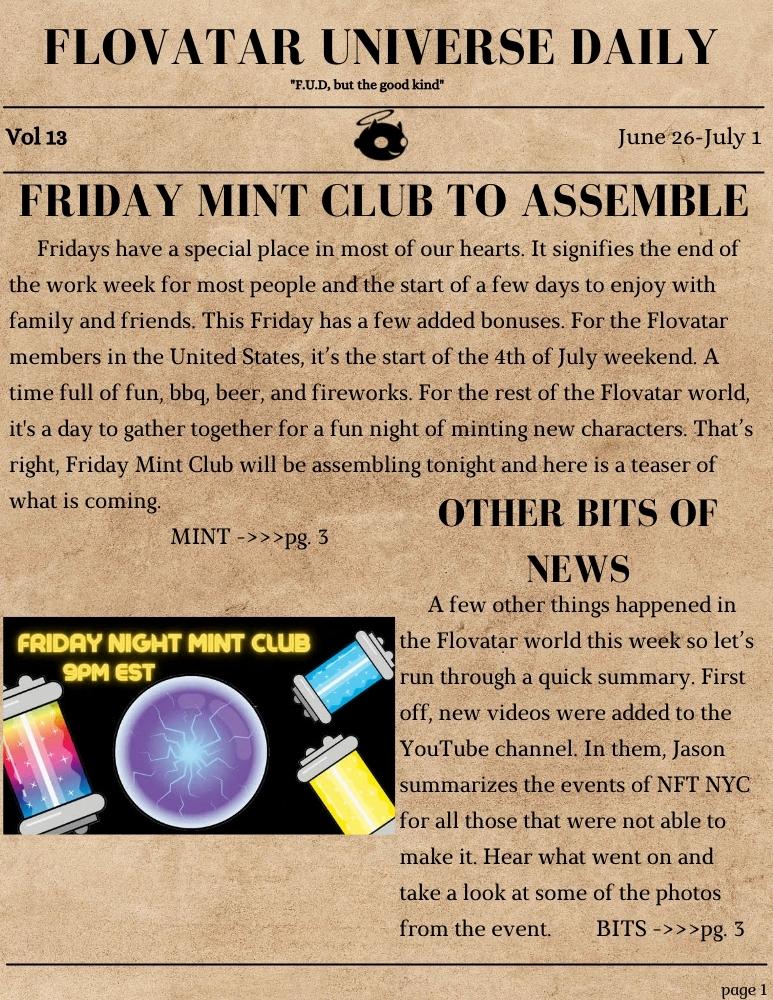 FLOVATAR UNIVERSE DAILY
"F.U.D, but the good kind"
Vol 13
June 26-July 1
FRIDAY MINT CLUB TO ASSEMBLE
Fridays have a special place in most of our hearts. It signifies the end of
the work week for most people and the start of a few days to enjoy with
family and friends. This Friday has a few added bonuses. For the Flovatar
members in the United States, it’s the start of the 4th of July weekend. A
time full of fun, bbq, beer, and fireworks. For the rest of the Flovatar world,
it's a day to gather together for a fun night of minting new characters. That’s
right, Friday Mint Club will be assembling tonight and here is a teaser of
what is coming.
MINT ->>>pg. 3
FRIDAY NIGHT MINT CLUB
9PM EST
OTHER BITS OF
NEWS
A few other things happened in
the Flovatar world this week so let’s
run through a quick summary. First
off, new videos were added to the
YouTube channel. In them, Jason
summarizes the events of NFT NYC
for all those that were not able to
make it. Hear what went on and
take a look at some of the photos
from the event. BITS ->>>pg. 3
page 1